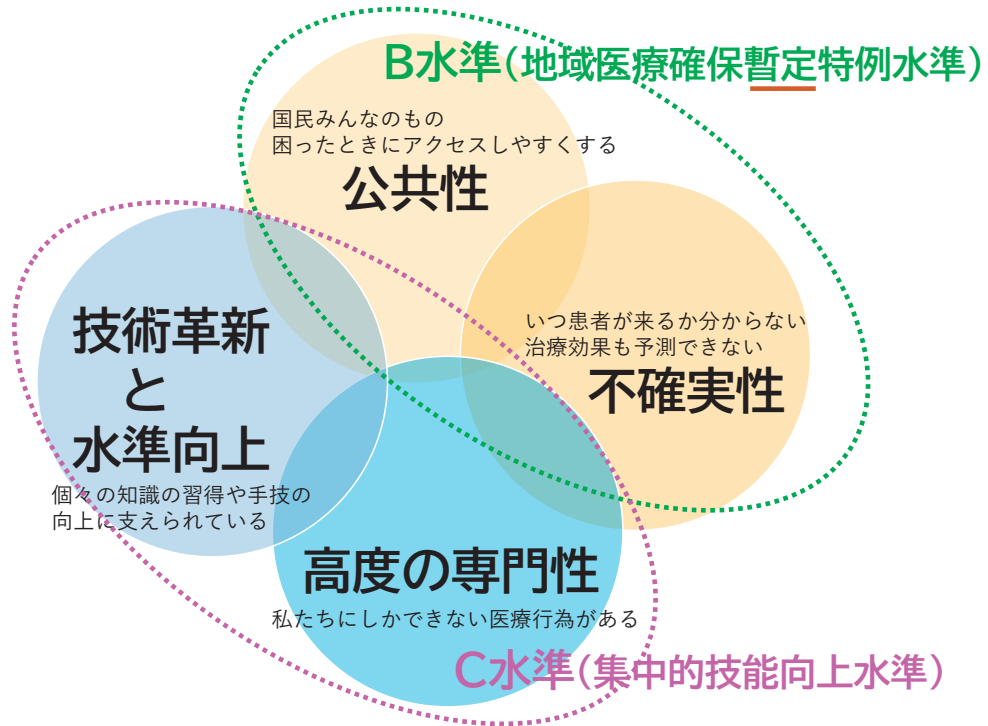 B水準(地域医療確保暫定特例水準)
国民みんなのもの
困ったときにアクセスしやすくする
公共性
いつ患者が来るか分からない
治療効果も予測できない
不確実性
技術革新
と
水準向上
個々の知識の習得や手技の
向上に支えられている
高度の専門性
私たちにしかできない医療行為がある
C水準(集中的技能向上水準)